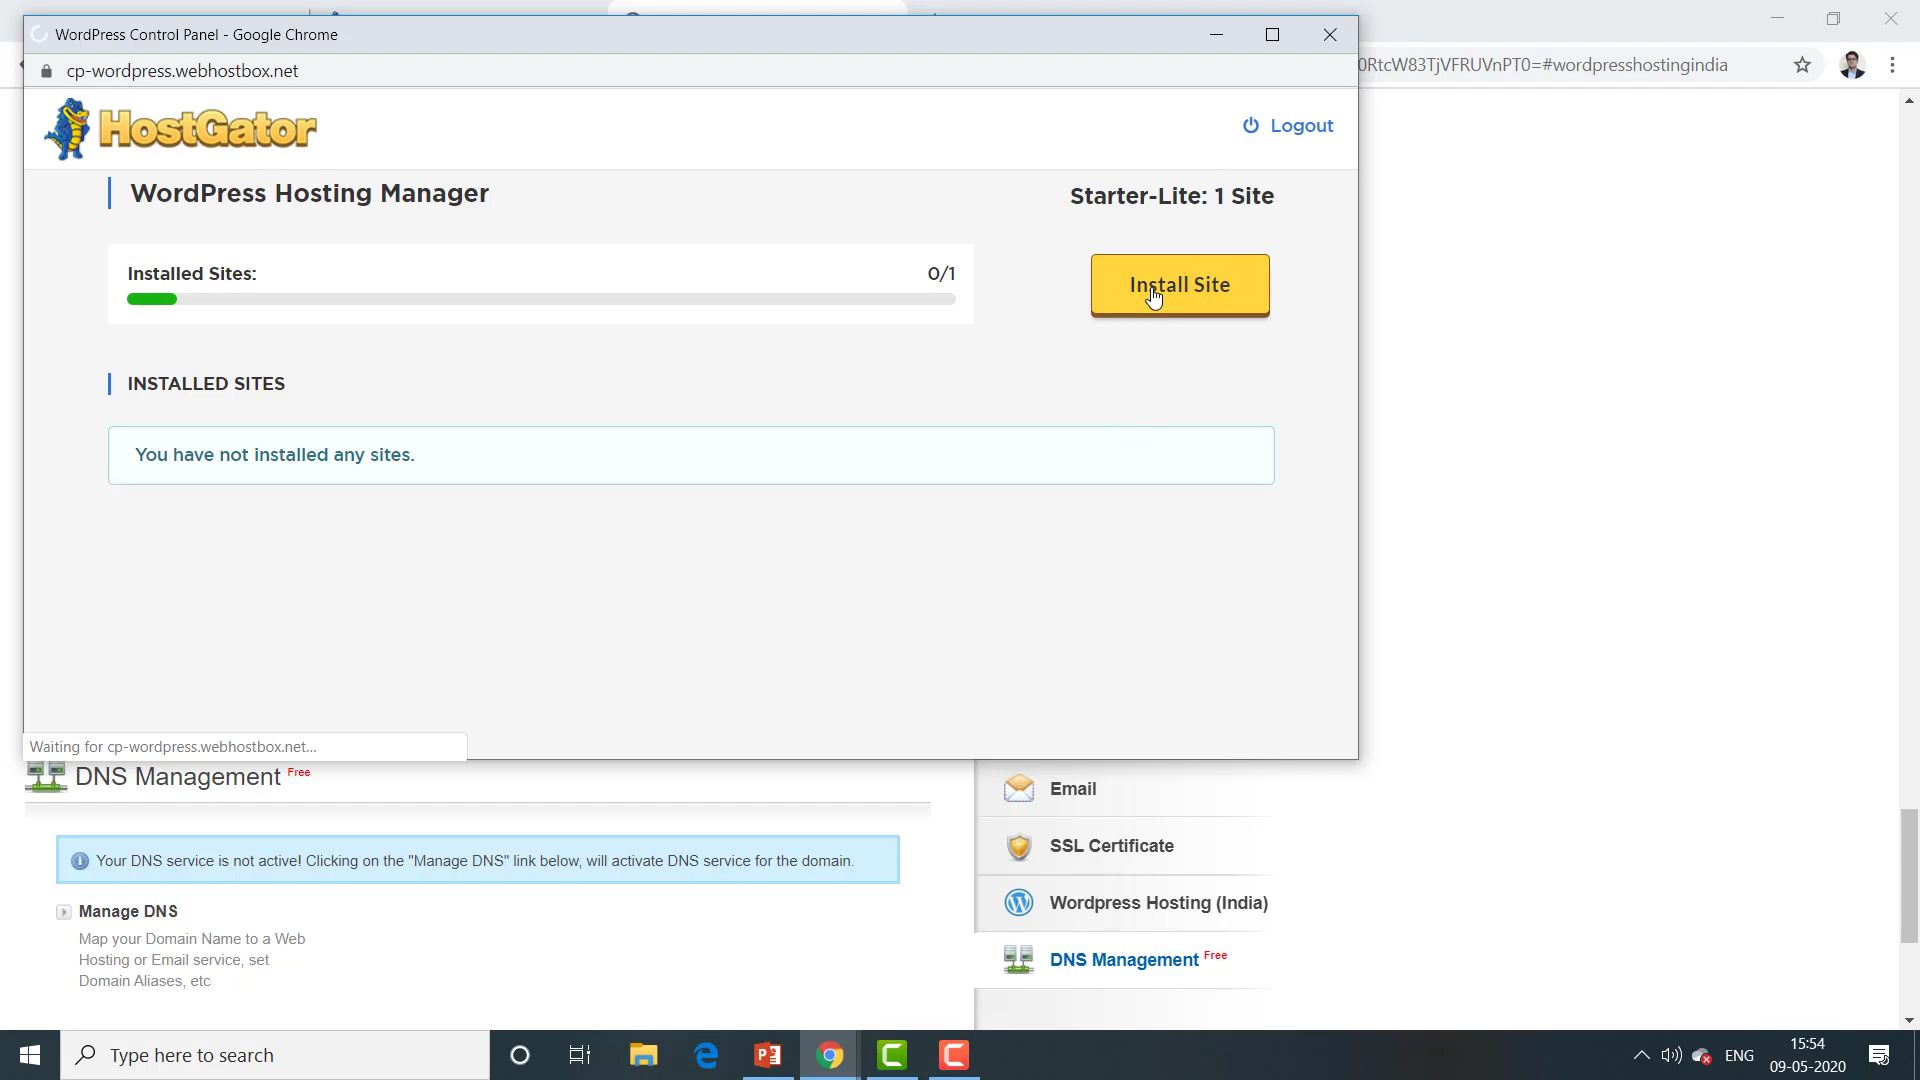 WordPress Control Panel - Google Chrome
cp-wordpress.webhostbox.net
0RtcW83TjVFRUVnPT0=#wordpresshostingindia
HostGator
Logout
WordPress Hosting Manager
Starter-Lite: 1 Site
Installed Sites:
0/1
Install Site
INSTALLED SITES
You have not installed any sites.
Waiting for cp-wordpress.webhostbox.net...
DNS Management Free
Your DNS service is not active! Clicking on the "Manage DNS" link below, will activate DNS service for the domain.
Manage DNS
Map your Domain Name to a Web
Hosting or Email service, set
Domain Aliases, etc
Email
SSL Certificate
Wordpress Hosting (India)
DNS Management Free
Type here to search
ENG
15:54
09-05-2020